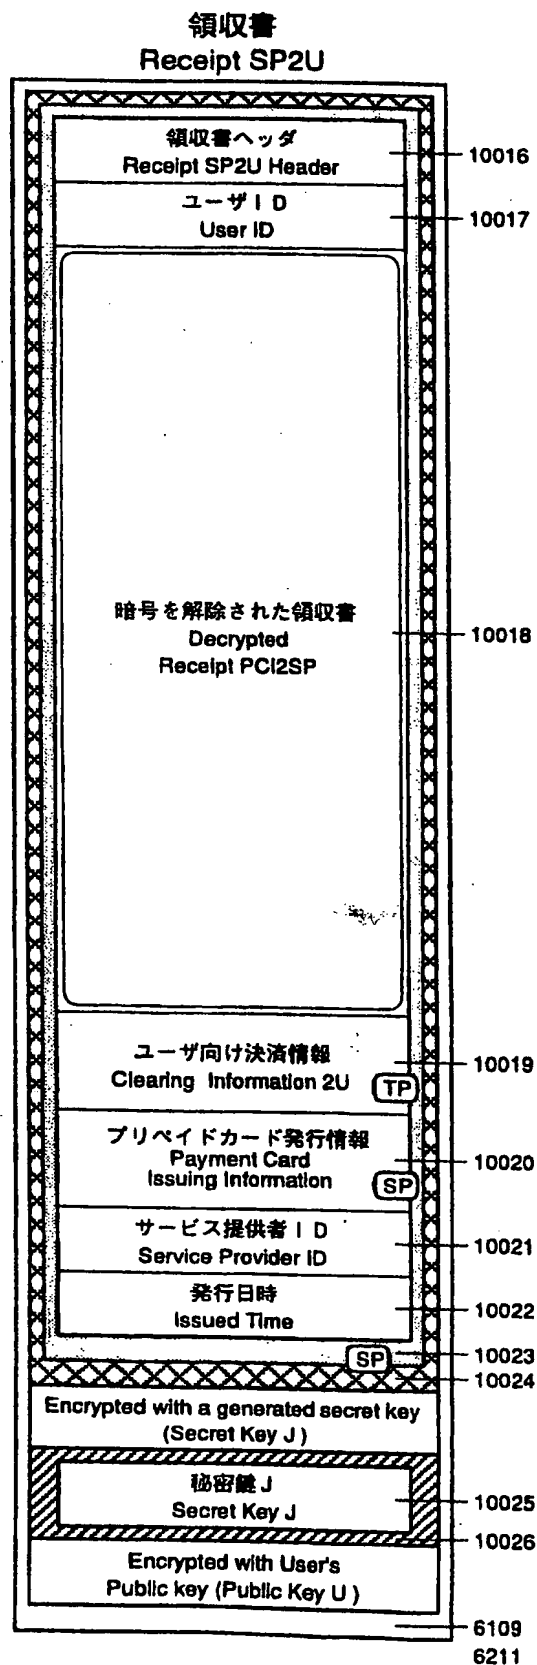 領収書
Receipt SP2U
領収書ヘッダ
Receipt SP2U Header
10016
ユーザID
User ID
10017
暗号を解除された領収書
Decrypted
Receipt PCI2SP
10018
ユーザ向け決済情報
Clearing Information 2U
TP
10019
プリペイドカード発行情報
Payment Card
Issuing Information
SP
10020
サービス提供者ID
Service Provider ID
10021
発行日時
Issued Time
10022
SP
10023
10024
Encrypted with a generated secret key
(Secret Key J )
秘密鍵J
Secret Key J
10025
10026
Encrypted with User's
Public key (Public Key U )
6109
6211